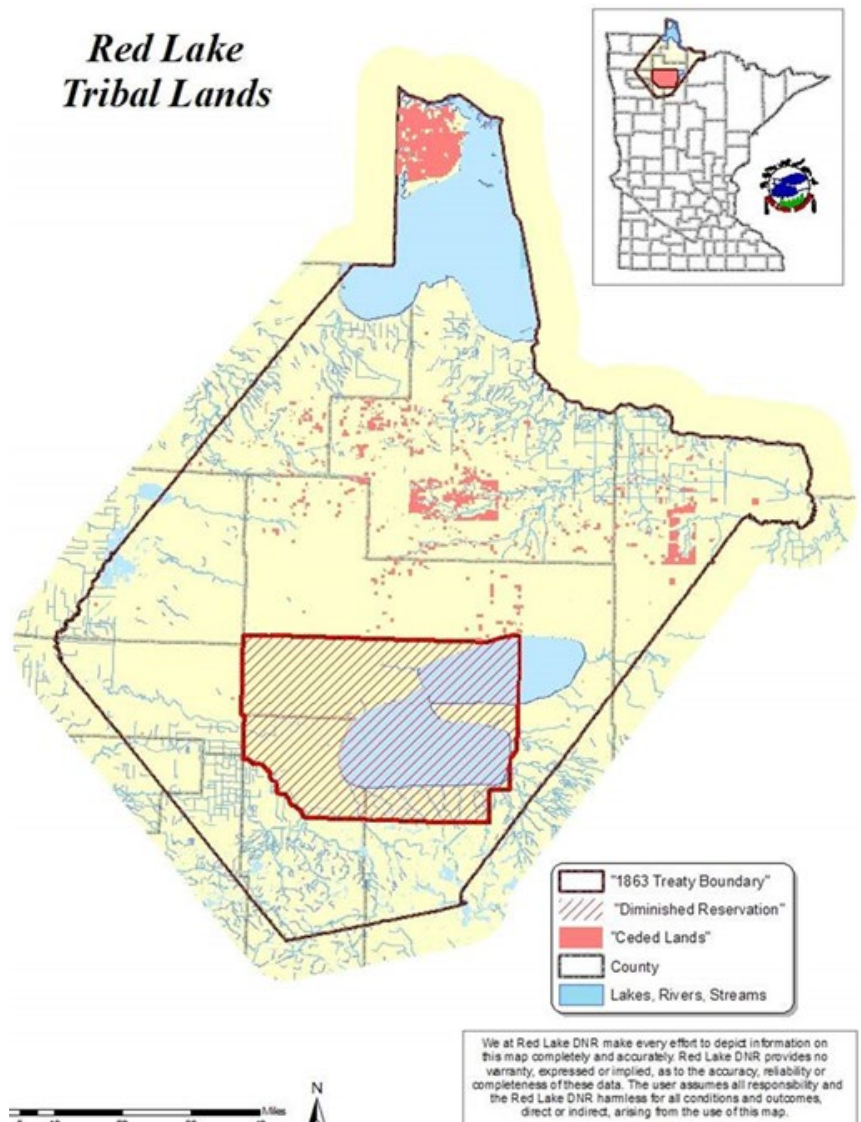 Red Lake
Tribal Lands
"1863 Treaty Boundary"
"Diminished Reservation"
"Ceded Lands"
County
Lakes, Rivers, Streams
We at Red Lake DNR make every effort to depict information on
this map completely and accurately. Red Lake DNR provides no
warranty, expressed or implied, as to the accuracy, reliability or
completeness of these data. The user assumes all responsibility and
the Red Lake DNR harmless for all conditions and outcomes,
direct or indirect, arising from the use of this map.
N
Miles